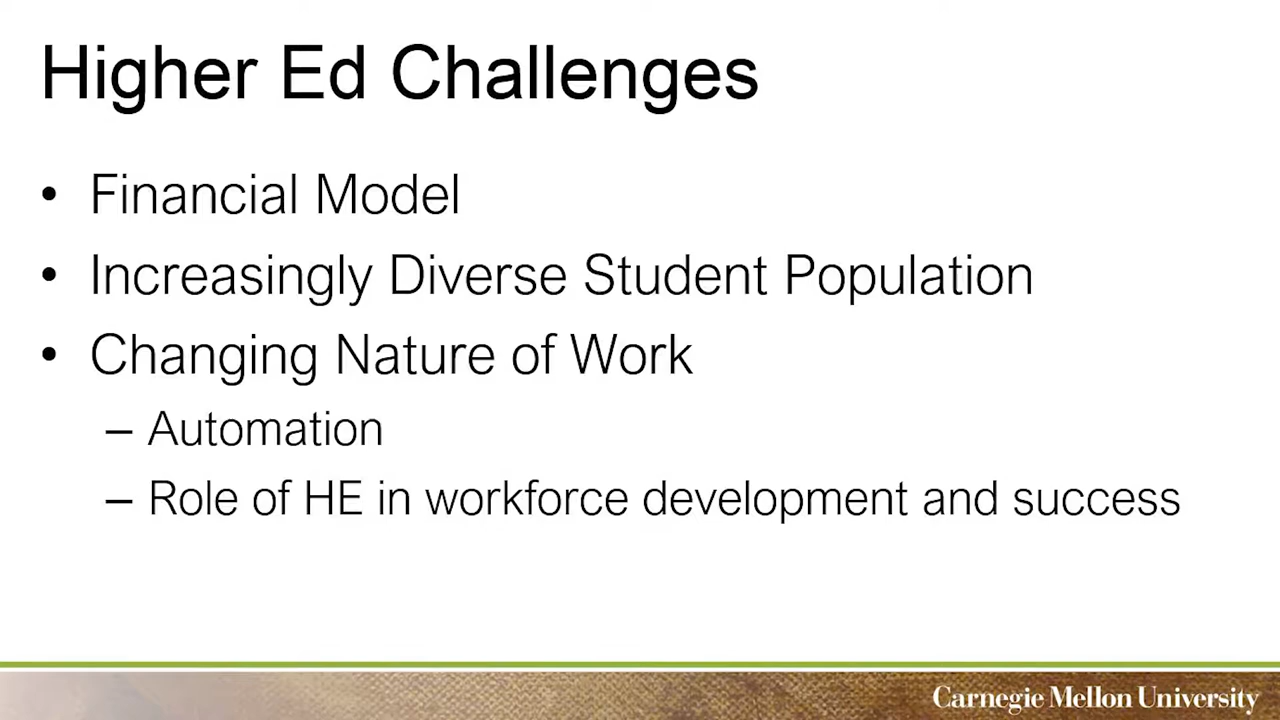 Higher Ed Challenges
• Financial Model
• Increasingly Diverse Student Population
• Changing Nature of Work
– Automation
– Role of HE in workforce development and success
Carnegie Mellon University